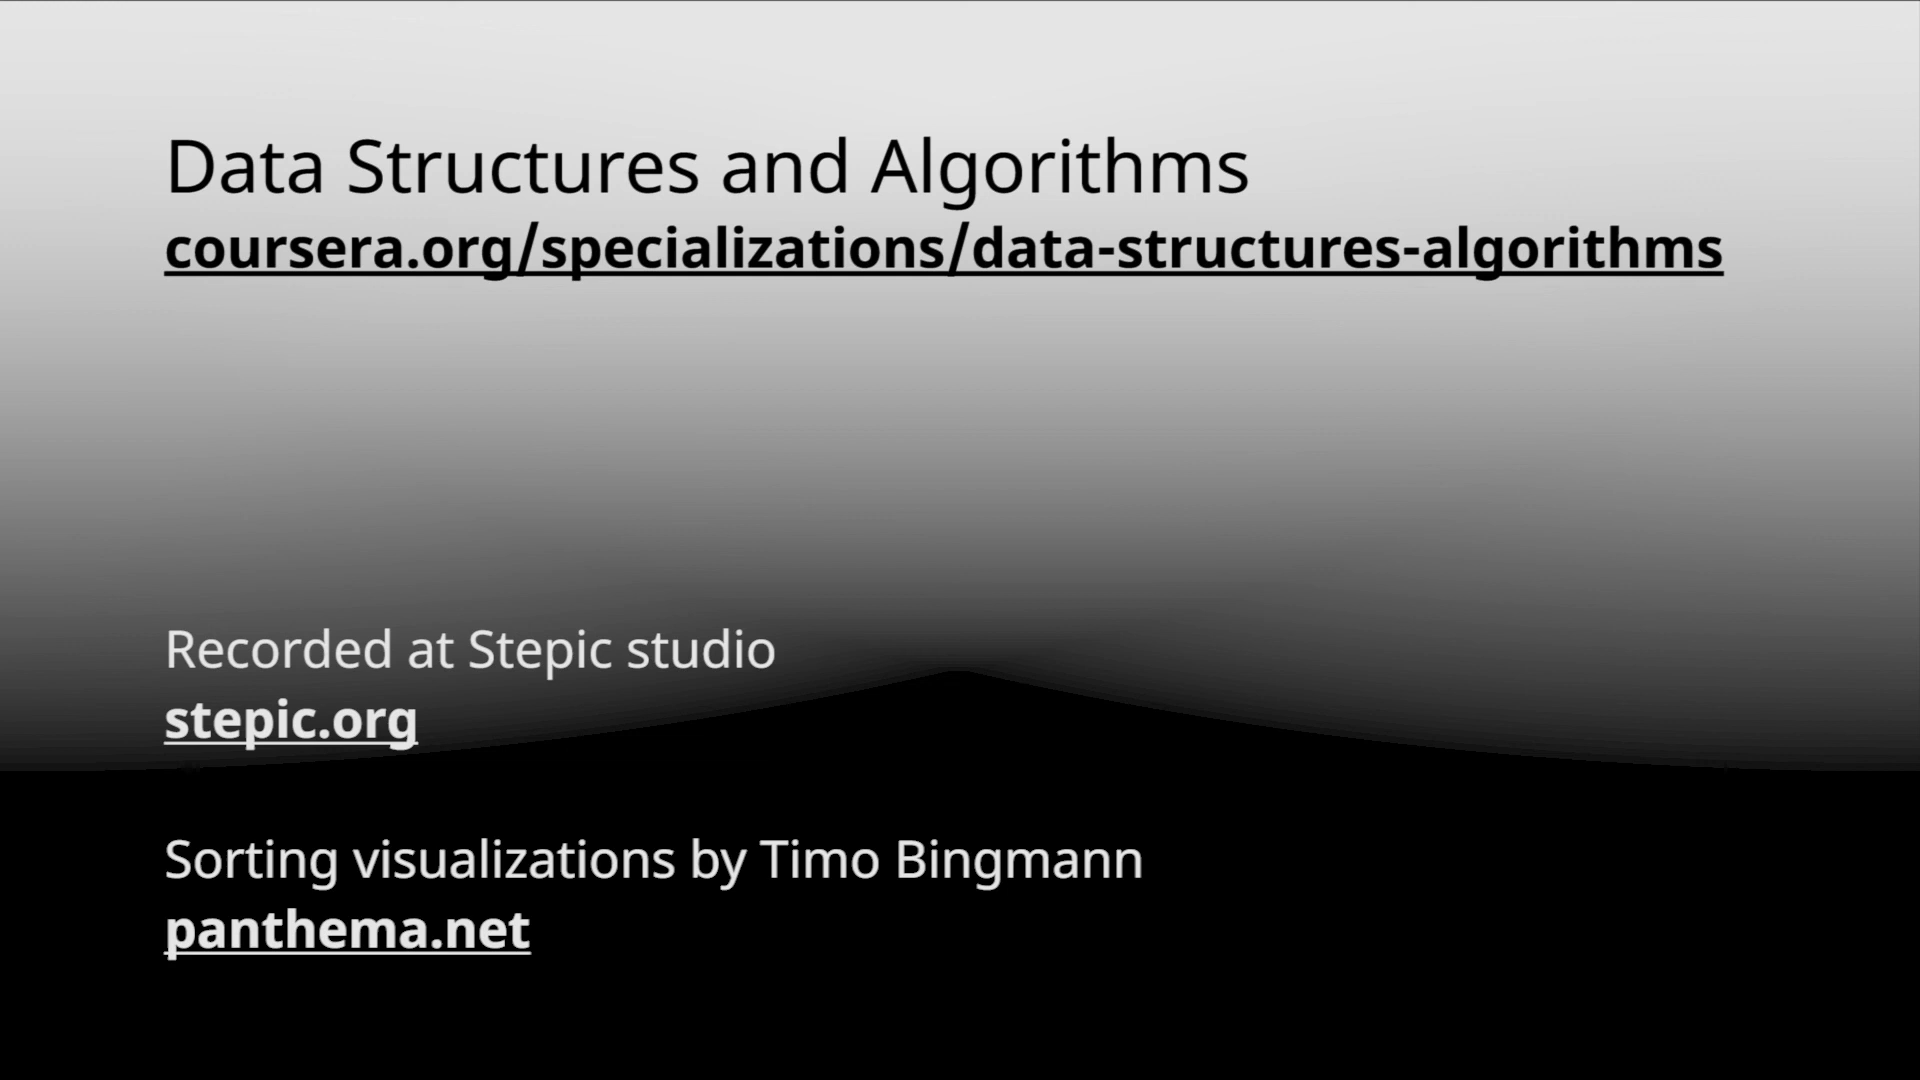 Data Structures and Algorithms
coursera.org/specializations/data-structures-algorithms
Recorded at Stepic studio
stepic.org
Sorting visualizations by Timo Bingmann
panthema.net